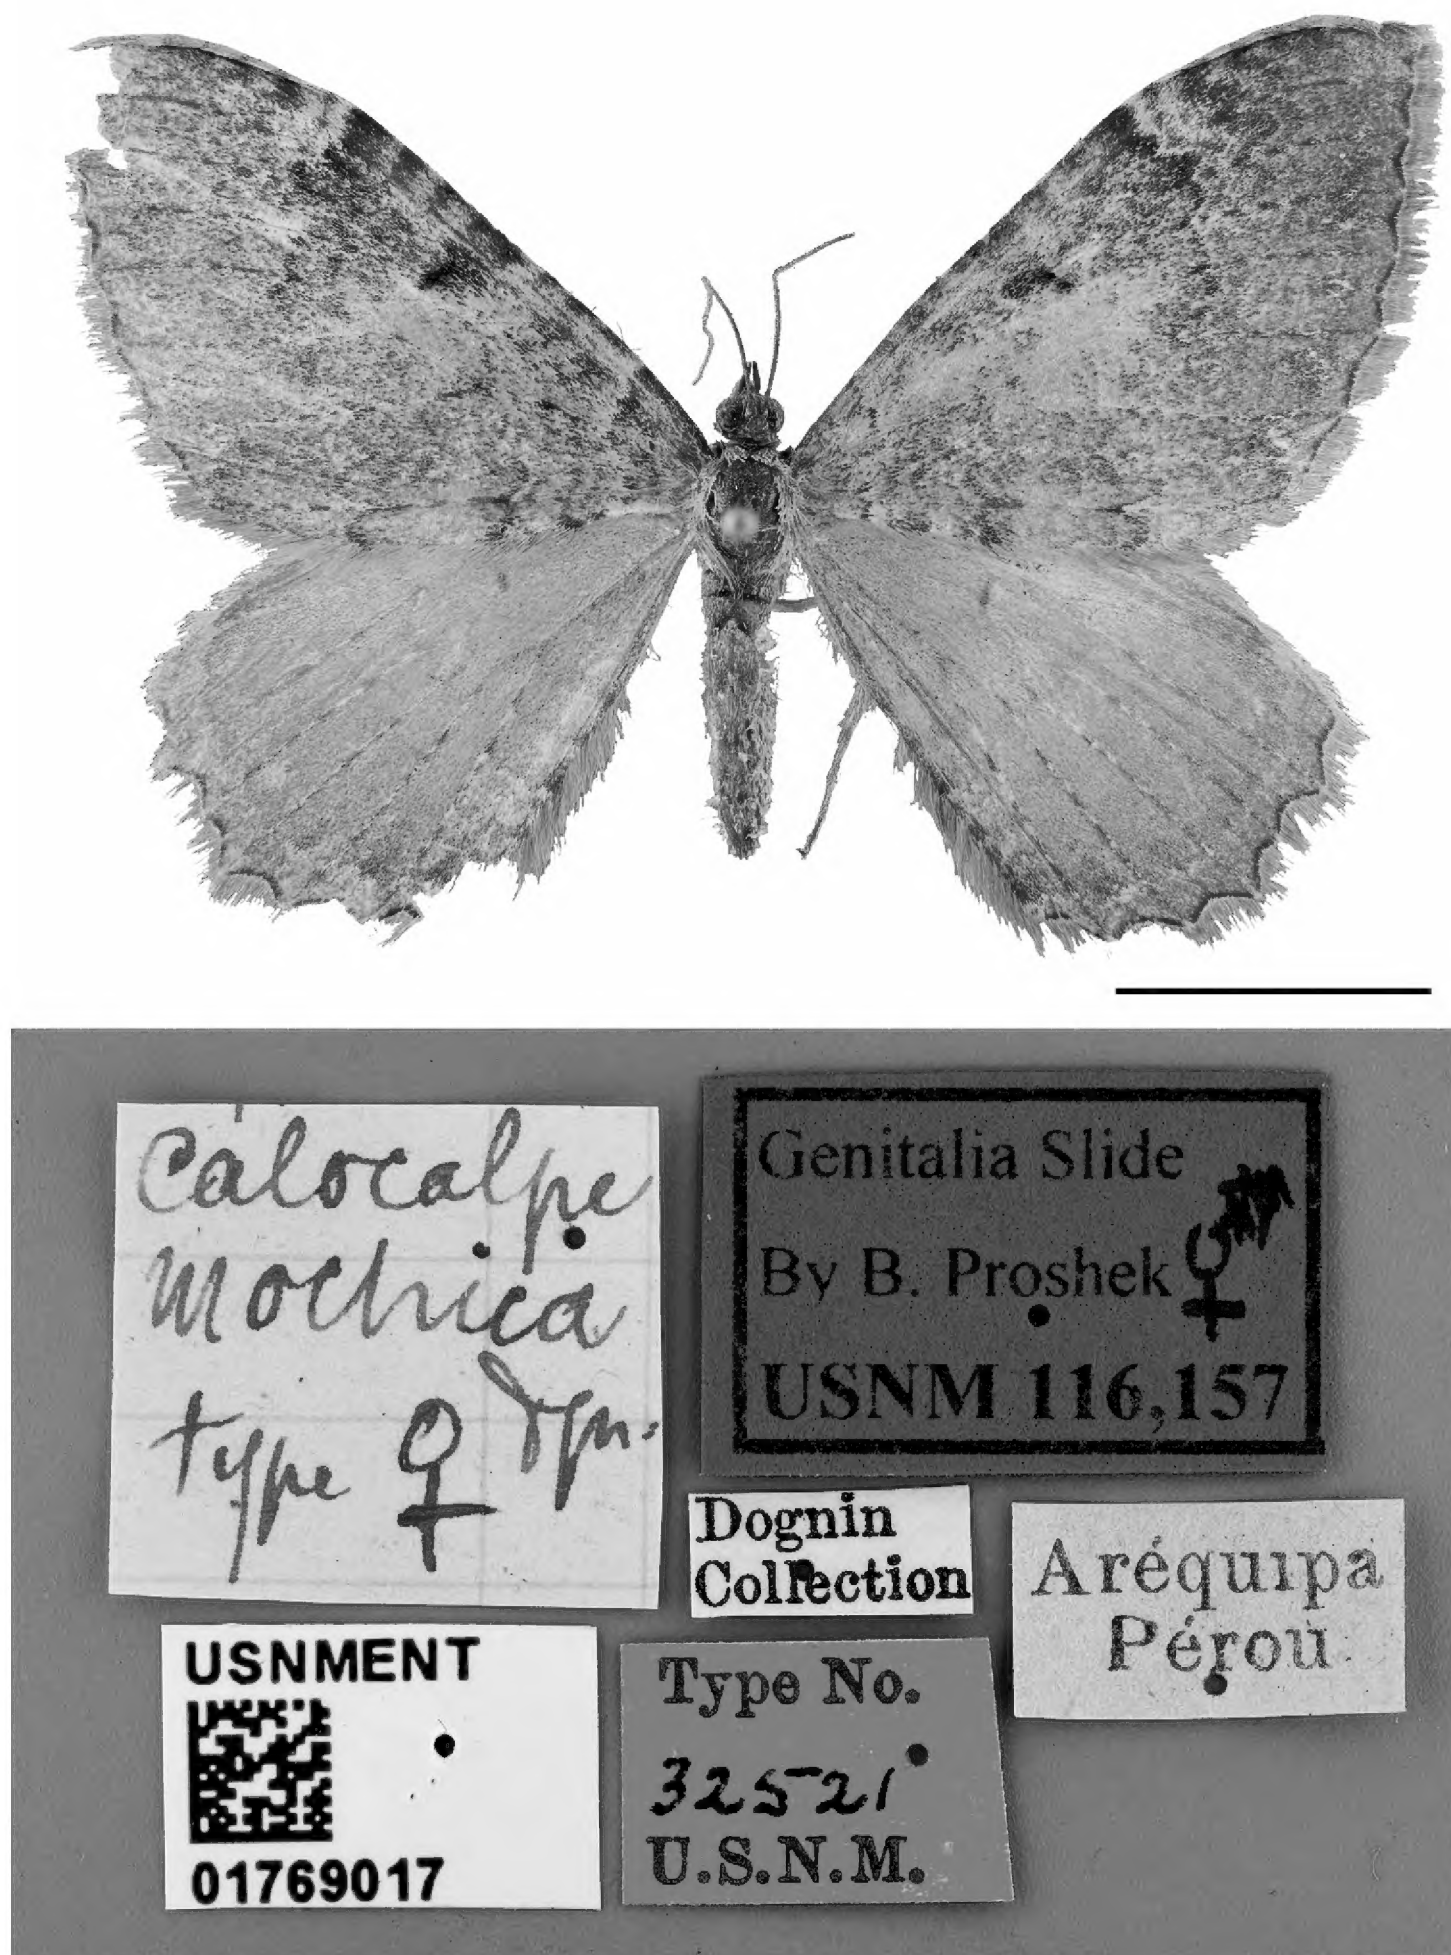 Calocalpe
mochica
type ♀ Dgn.
Genitalia Slide
By B. Proshek ♀
USNM 116,157
Dognin
Collection
Aréquipa
Pérou
USNMENT
01769017
Type No.
32521
U.S.N.M.